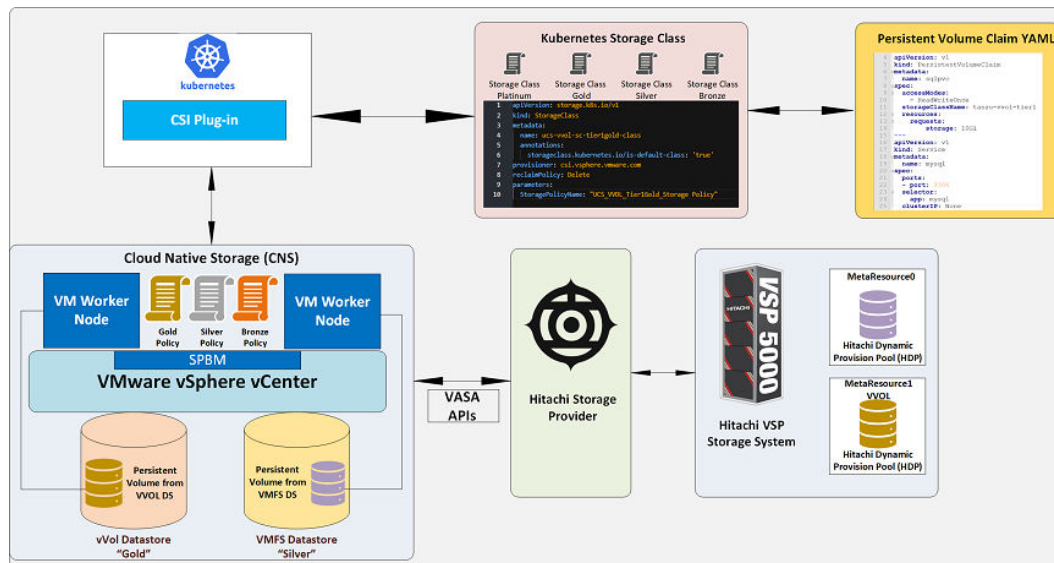 kubernetes
CSI Plug-in
Kubernetes Storage Class
Storage Class
Platinum
Storage Class
Gold
Storage Class
Silver
Storage Class
Bronze
1 apiVersion: storage.k8s.io/v1
2 kind: StorageClass
3 metadata:
4 name: ucs-vvol-sc-tier1gold-class
5 annotations:
6 storageclass.kubernetes.io/is-default-class: 'true'
7 provisioner: csi.vsphere.vmware.com
8 reclaimPolicy: Delete
9 parameters:
10 StoragePolicyName: "UCS_VVOL_Tier1Gold_Storage Policy"
Persistent Volume Claim YAML
apiVersion: v1
kind: PersistentVolumeClaim
metadata:
spec:
accessModes:
- ReadWriteOnce
resources:
requests:
storage: 10Gi
---
apiVersion: v1
kind: Service
metadata:
name: mysql
spec:
ports:
- port:
selector:
app: mysql
clusterIP: None
Cloud Native Storage (CNS)
VM Worker
Node
Gold
Policy
Silver
Policy
Bronze
Policy
VM Worker
Node
SPBM
VMware vSphere vCenter
Persistent
Volume from
VVOL DS
Persistent
Volume from
VMFS DS
vVol Datastore
"Gold"
VMFS Datastore
"Silver"
VASA
APIs
Hitachi Storage
Provider
HITACHI
VSP 5000
Hitachi VSP
Storage System
MetaResource0
Hitachi Dynamic
Provision Pool (HDP)
MetaResource1
VVOL
Hitachi Dynamic
Provision Pool (HDP)